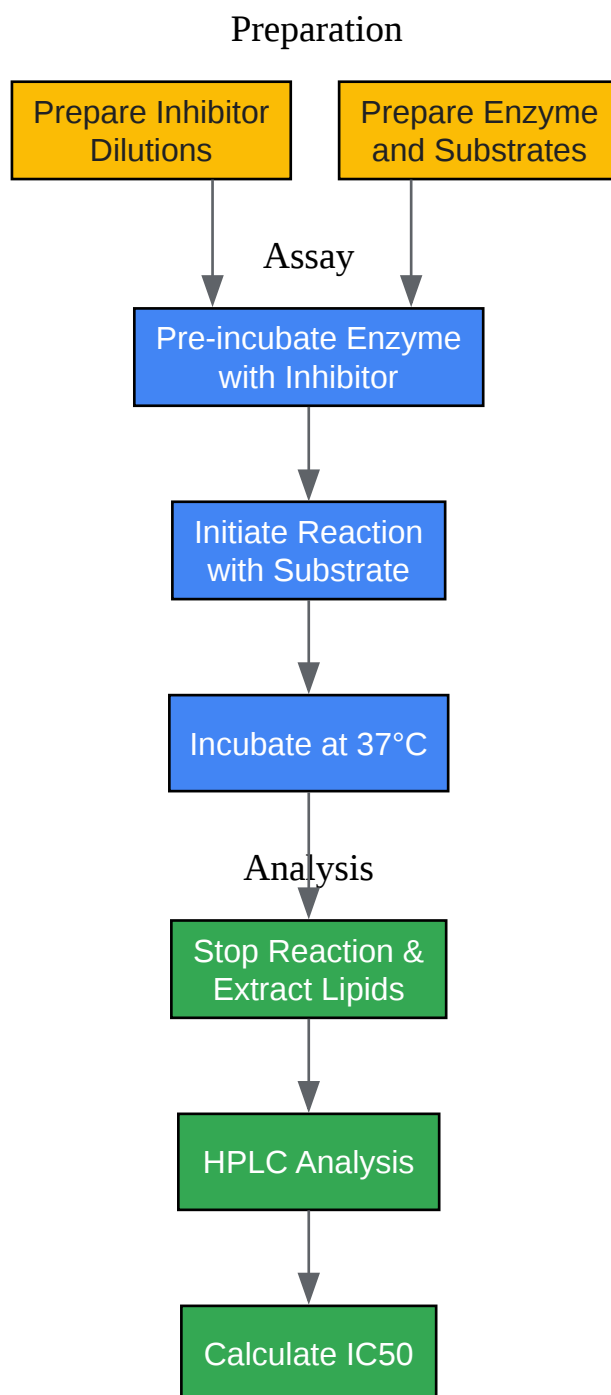 Preparation
Prepare Inhibitor
Dilutions
Prepare Enzyme
and Substrates
Assay
Pre-incubate Enzyme
with Inhibitor
Initiate Reaction
with Substrate
Incubate at 37°C
Analysis
Stop Reaction &
Extract Lipids
HPLC Analysis
Calculate IC50